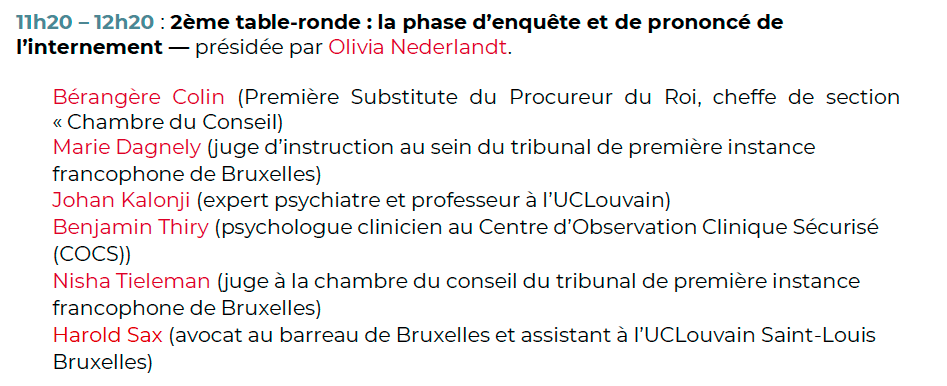 11h20 – 12h20 : 2ème table-ronde : la phase d’enquête et de prononcé de
l’internement — présidée par Olivia Nederlandt.
Bérangère Colin (Première Substitute du Procureur du Roi, cheffe de section
« Chambre du Conseil)
Marie Dagnely (juge d’instruction au sein du tribunal de première instance
francophone de Bruxelles)
Johan Kalonji (expert psychiatre et professeur à l’UCLouvain)
Benjamin Thiry (psychologue clinicien au Centre d’Observation Clinique Sécurisé
(COCS))
Nisha Tieleman (juge à la chambre du conseil du tribunal de première instance
francophone de Bruxelles)
Harold Sax (avocat au barreau de Bruxelles et assistant à l’UCLouvain Saint-Louis
Bruxelles)